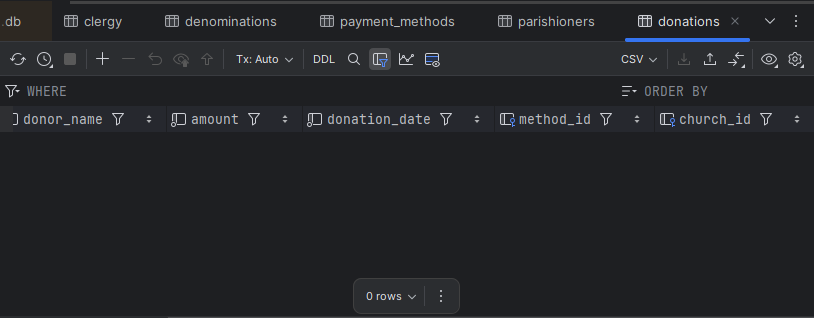 .db clergy denominations payment_methods parishioners donations
Tx: Auto DDL CSV
WHERE ORDER BY
donor_name amount donation_date method_id church_id
0 rows